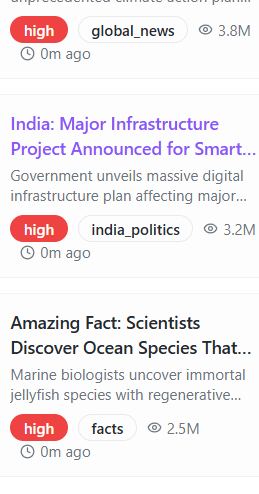 unprecedented climate action plan...
high global_news 3.8M
0m ago
India: Major Infrastructure
Project Announced for Smart...
Government unveils massive digital
infrastructure plan affecting major...
high india_politics 3.2M
0m ago
Amazing Fact: Scientists
Discover Ocean Species That...
Marine biologists uncover immortal
jellyfish species with regenerative...
high facts 2.5M
0m ago